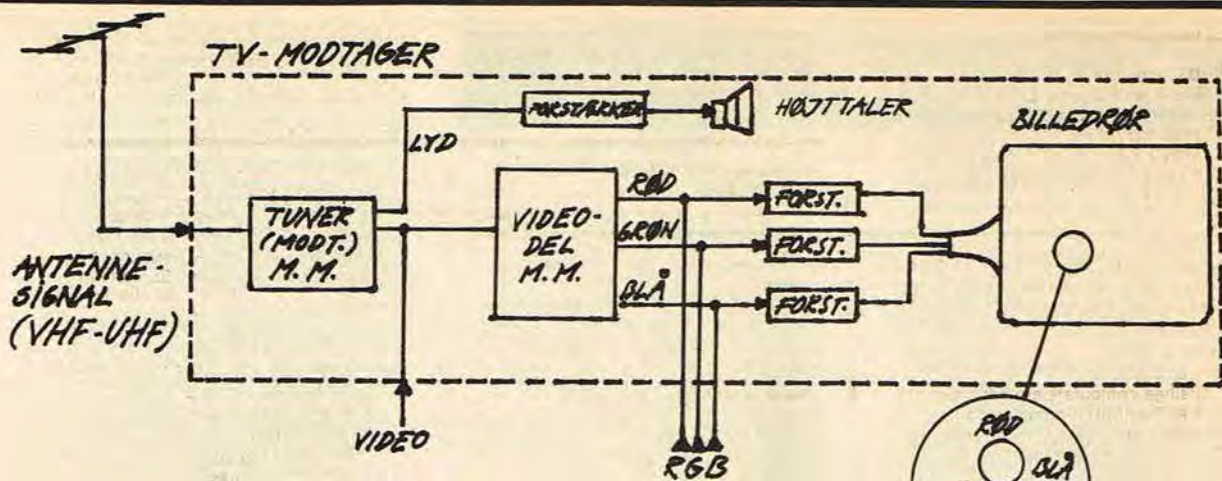 TV-MODTAGER
FORSTÆRKER
HØJTTALER
BILLEDRØR
LYD
TUNER
(MODT.)
M.M.
VIDEO-
DEL
M.M.
RØD
GRØN
BLÅ
FORST.
FORST.
FORST.
ANTENNE-
SIGNAL
(VHF-UHF)
VIDEO
RGB
RØD
BLÅ